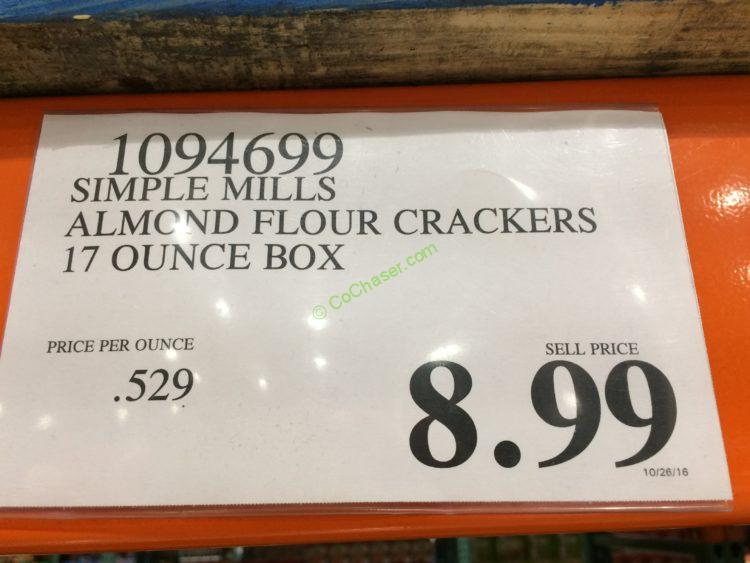 1094699
SIMPLE MILLS
ALMOND FLOUR CRACKERS
17 OUNCE BOX
© CoChaser.com
PRICE PER OUNCE
.529
SELL PRICE
8.99
10/26/16